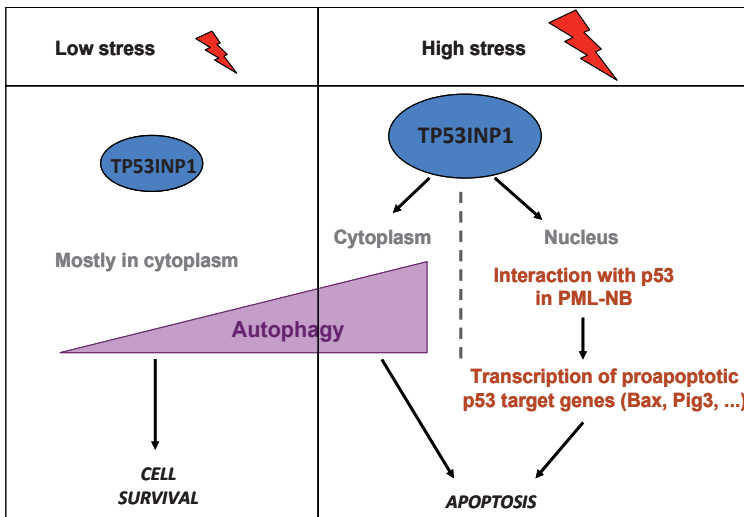 Low stress
High stress
TP53INP1
TP53INP1
Mostly in cytoplasm
Cytoplasm
Nucleus
Interaction with p53
in PML-NB
Autophagy
Transcription of proapoptotic
p53 target genes (Bax, Pig3, ...)
CELL
SURVIVAL
APOPTOSIS